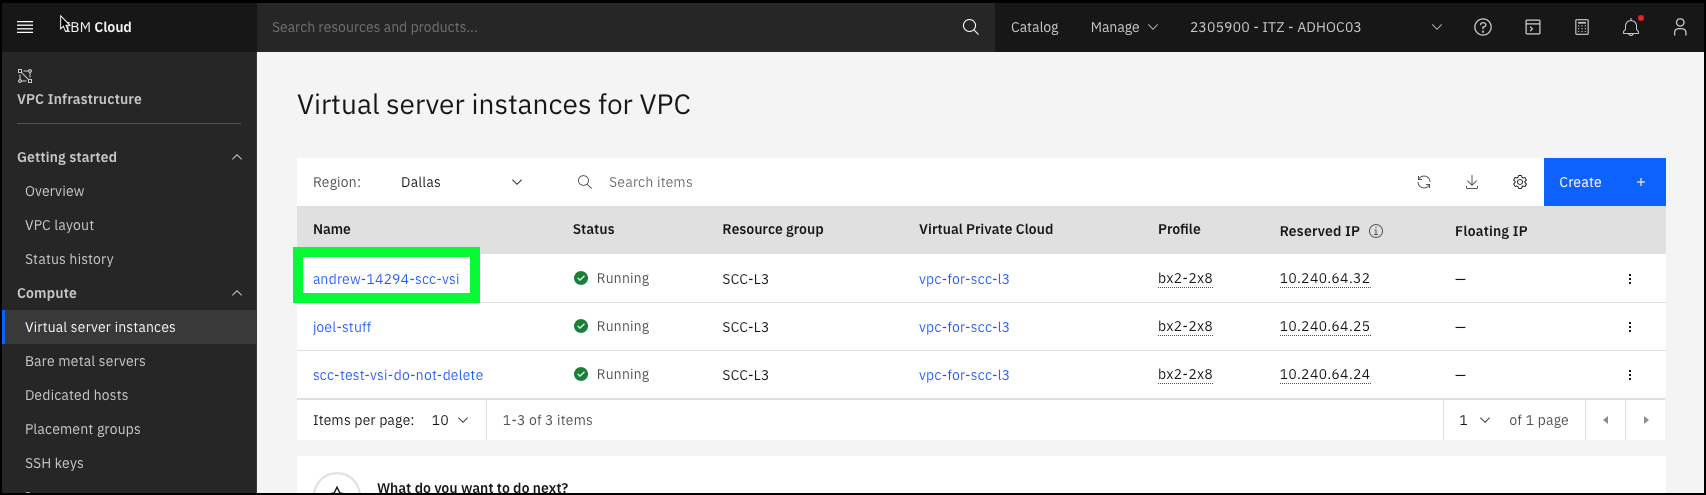 IBM Cloud
Search resources and products...
Catalog
Manage
2305900 - ITZ - ADHOC03
VPC Infrastructure
Getting started
Overview
VPC layout
Status history
Compute
Virtual server instances
Bare metal servers
Dedicated hosts
Placement groups
SSH keys
Virtual server instances for VPC
Region: Dallas
Search items
Create +
Name Status Resource group Virtual Private Cloud Profile Reserved IP Floating IP
andrew-14294-scc-vsi Running SCC-L3 vpc-for-scc-l3 bx2-2x8 10.240.64.32 –
joel-stuff Running SCC-L3 vpc-for-scc-l3 bx2-2x8 10.240.64.25 –
scc-test-vsi-do-not-delete Running SCC-L3 vpc-for-scc-l3 bx2-2x8 10.240.64.24 –
Items per page: 10 1-3 of 3 items 1 of 1 page
What do you want to do next?